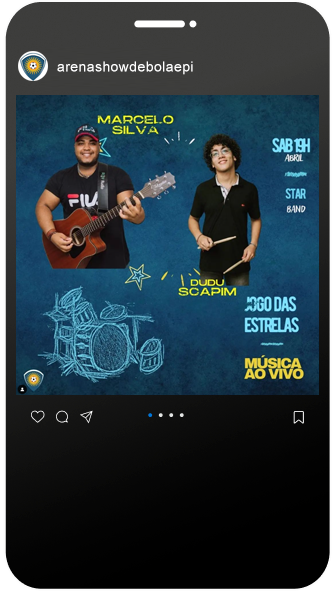 arenashowdebolaepi
MARCELO
SILVA
SAB 19H
ABRIL
STAR
BAND
FILA
DUDU
SCAPIM
JOGO DAS
ESTRELAS
MÚSICA
AO VIVO